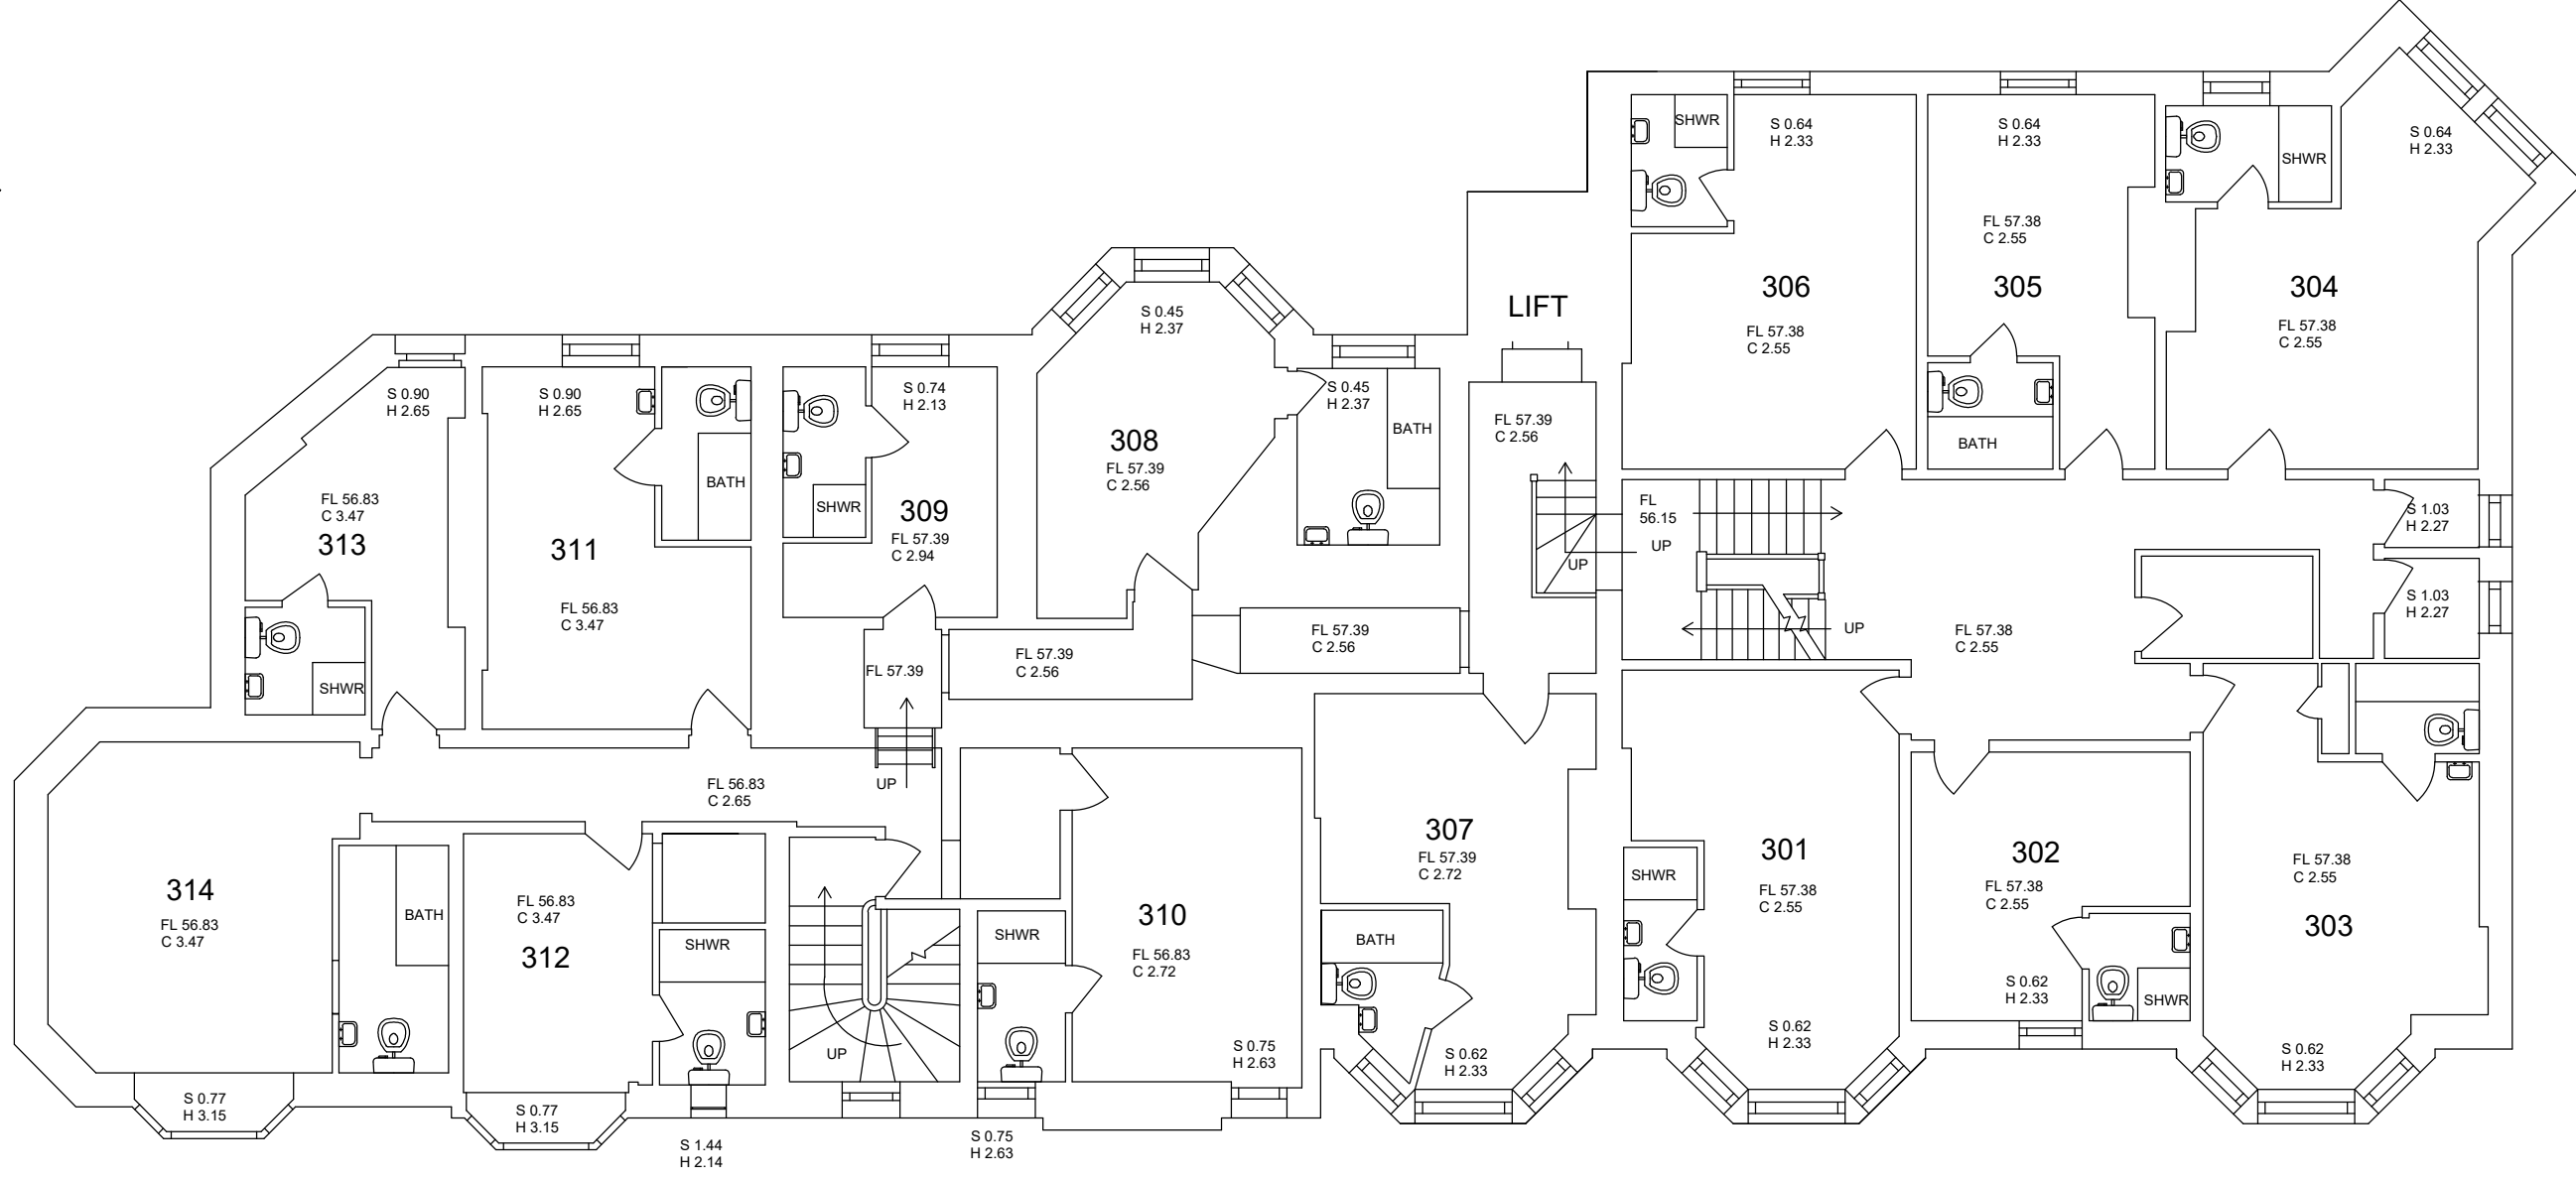 SHWR
S 0.64
H 2.33
S 0.64
H 2.33
S 0.64
H 2.33
SHWR
FL 57.38
C 2.55
306
305
304
FL 57.38
C 2.55
FL 57.38
C 2.55
BATH
LIFT
S 0.45
H 2.37
S 0.45
H 2.37
BATH
308
FL 57.39
C 2.56
FL 57.39
C 2.56
S 0.90
H 2.65
S 0.90
H 2.65
S 0.74
H 2.13
BATH
SHWR
309
FL 57.39
C 2.94
FL 56.83
C 3.47
313
311
FL 56.83
C 3.47
SHWR
FL
56.15
UP
UP
UP
S 1.03
H 2.27
S 1.03
H 2.27
FL 57.38
C 2.55
FL 57.39
C 2.56
FL 57.39
C 2.56
FL 57.39
UP
FL 56.83
C 2.65
314
FL 56.83
C 3.47
BATH
FL 56.83
C 3.47
312
SHWR
UP
SHWR
310
FL 56.83
C 2.72
S 0.75
H 2.63
307
FL 57.39
C 2.72
BATH
S 0.62
H 2.33
301
FL 57.38
C 2.55
SHWR
S 0.62
H 2.33
302
FL 57.38
C 2.55
S 0.62
H 2.33
SHWR
FL 57.38
C 2.55
303
S 0.62
H 2.33
S 0.77
H 3.15
S 0.77
H 3.15
S 1.44
H 2.14
S 0.75
H 2.63